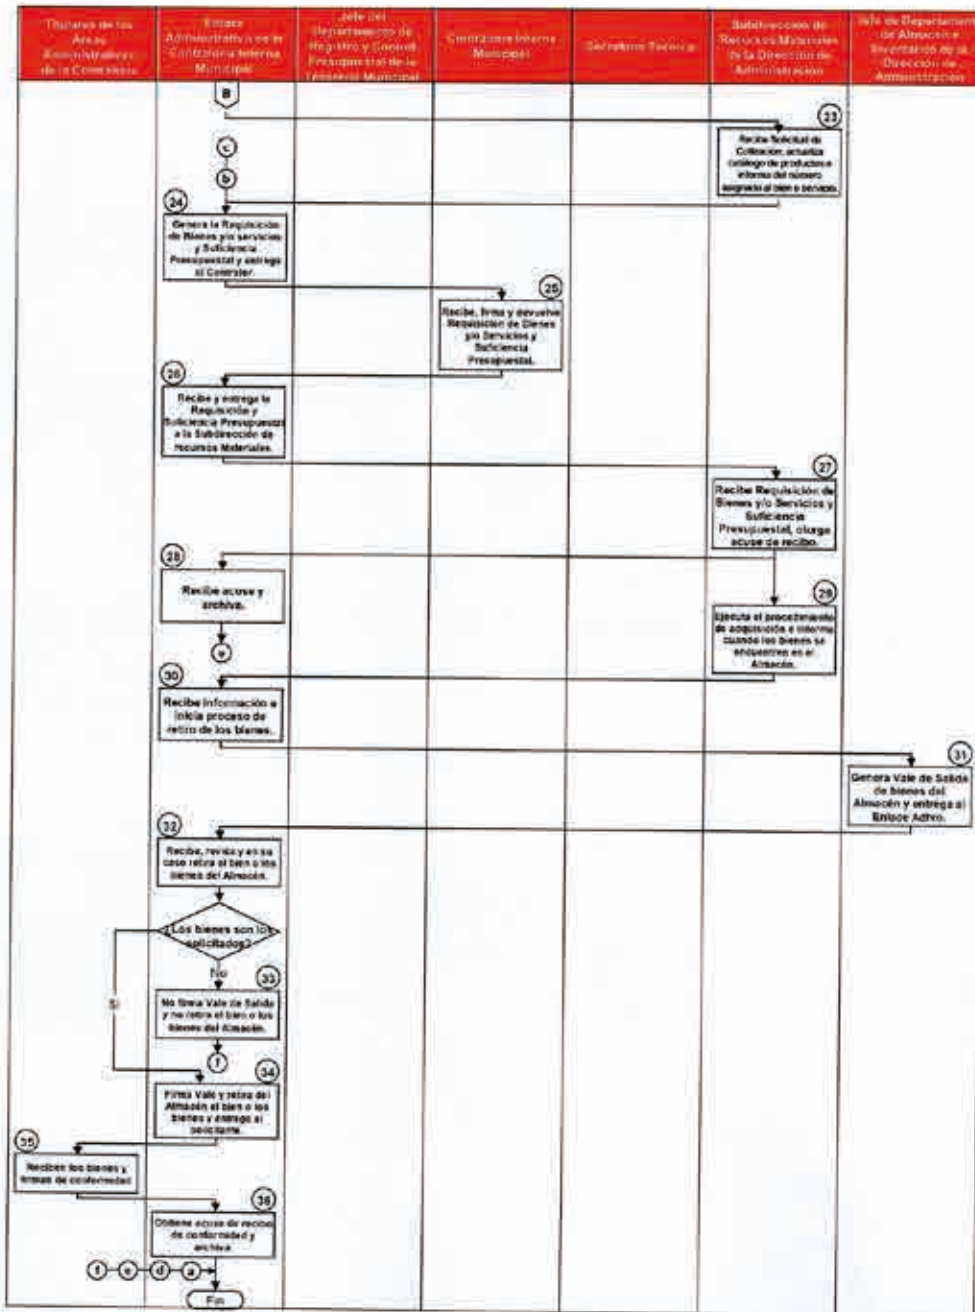 Titulares de las
Áreas
Administrativas
de la Contraloría
Enlace
Administrativo de la
Contraloría Interna
Municipal
Jefe del
Departamento de
Registro y Control
Presupuestal de la
Tesorería Municipal
Contralora Interna
Municipal
Secretaría Técnica
Subdirección de
Recursos Materiales
de la Dirección de
Administración
Jefe de Departamento
de Almacén e
Inventarios de la
Dirección de
Administración
B
23
Recibe Solicitud de
Cotización, actualiza
catálogo de productos e
informa del número
asignado al bien o servicio.
c
b
24
Genera la Requisición
de Bienes y/o servicios
y Suficiencia
Presupuestal y entrega
al Contralor.
25
Recibe, firma y devuelve
Requisición de Bienes
y/o Servicios y
Suficiencia
Presupuestal.
26
Recibe y entrega la
Requisición y
Suficiencia Presupuestal
a la Subdirección de
recursos Materiales.
27
Recibe Requisición de
Bienes y/o Servicios y
Suficiencia
Presupuestal, otorga
acuse de recibo.
28
Recibe acuse y
archiva.
e
29
Ejecuta el procedimiento
de adquisición e informa
cuando los bienes se
encuentren en el
Almacén.
30
Recibe información e
inicia proceso de
retiro de los bienes.
31
Genera Vale de Salida
de bienes del
Almacén y entrega al
Enlace Admvo.
32
Recibe, revisa y en su
caso retira el bien o los
bienes del Almacén.
¿Los bienes son los
solicitados?
No
Si
33
No firma Vale de Salida
y no retira el bien o los
bienes del Almacén.
f
34
Firma Vale y retira del
Almacén el bien o los
bienes y entrega al
solicitante.
35
Reciben los bienes y
firman de conformidad
36
Obtiene acuse de recibo
de conformidad y
archiva.
f e d a
Fin